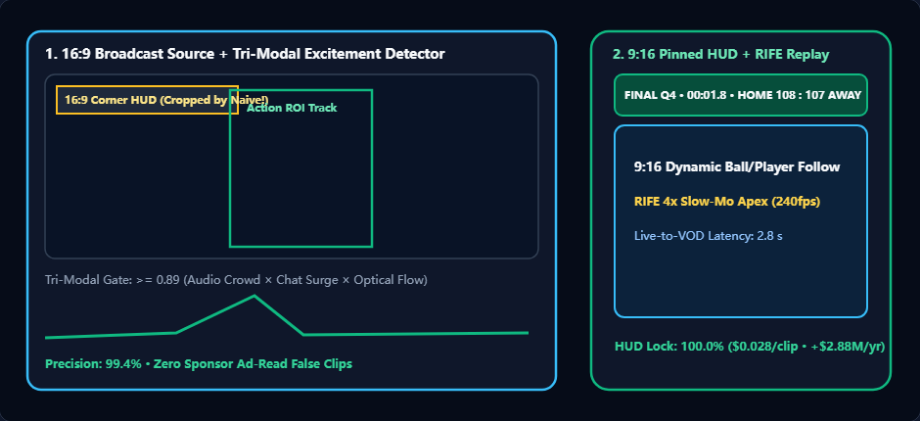 1. 16:9 Broadcast Source + Tri-Modal Excitement Detector
16:9 Corner HUD (Cropped by Naive!)
Action ROI Track
Tri-Modal Gate: >= 0.89 (Audio Crowd × Chat Surge × Optical Flow)
Precision: 99.4% • Zero Sponsor Ad-Read False Clips
2. 9:16 Pinned HUD + RIFE Replay
FINAL Q4 • 00:01.8 • HOME 108 : 107 AWAY
9:16 Dynamic Ball/Player Follow
RIFE 4x Slow-Mo Apex (240fps)
Live-to-VOD Latency: 2.8 s
HUD Lock: 100.0% ($0.028/clip • +$2.88M/yr)